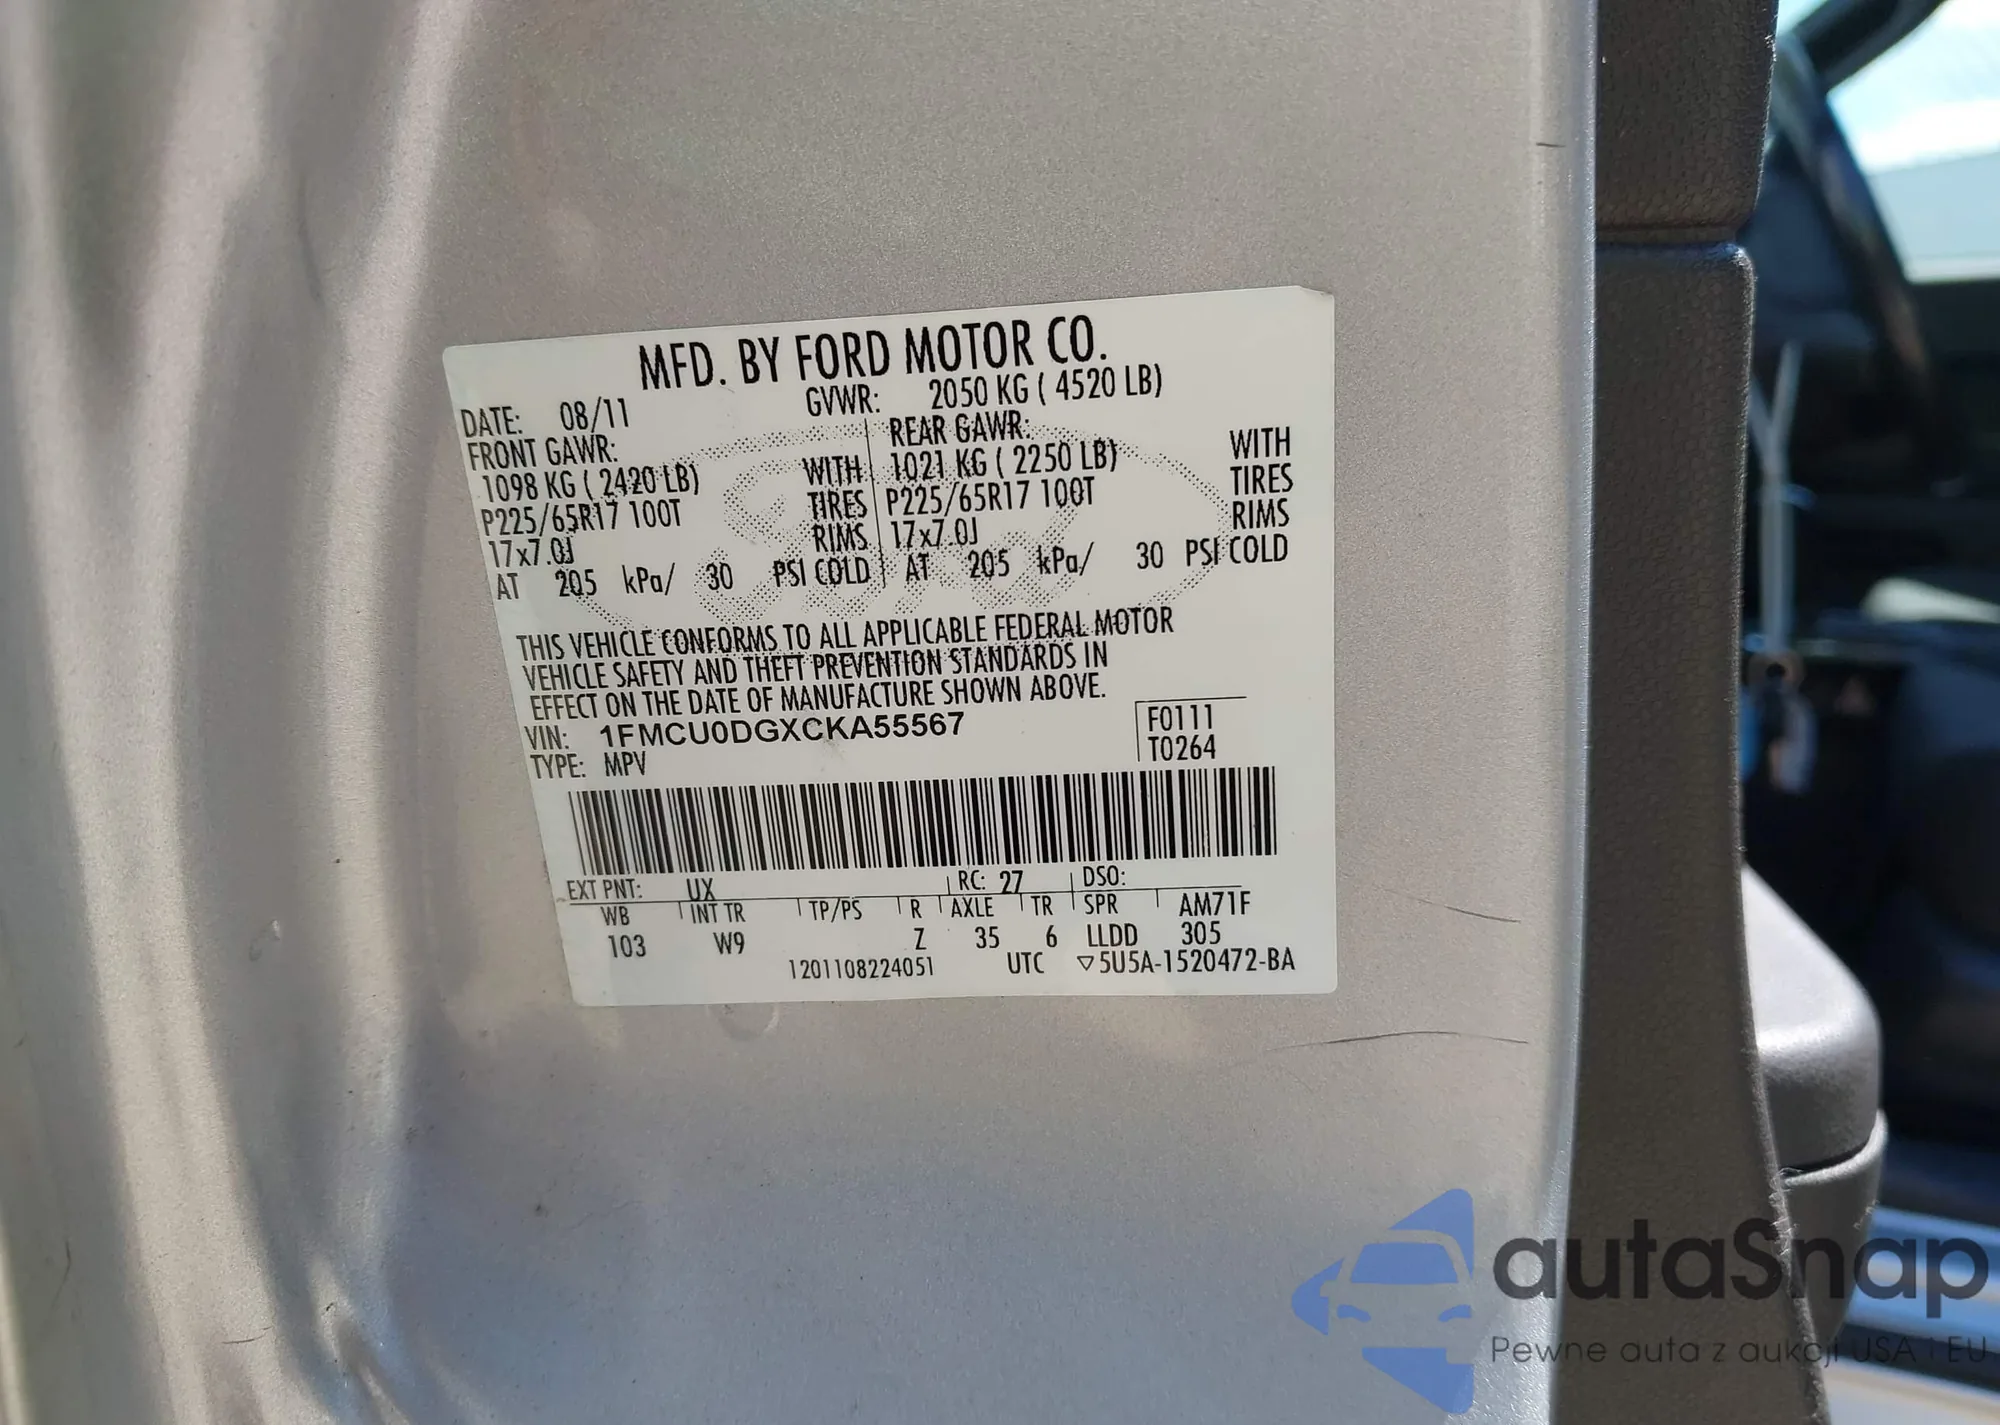 MFD. BY FORD MOTOR CO.
DATE: 08/11 GVWR: 2050 KG ( 4520 LB)
FRONT GAWR: REAR GAWR:
1098 KG ( 2420 LB) WITH 1021 KG ( 2250 LB) WITH
P225/65R17 100T TIRES P225/65R17 100T TIRES
17x7.0J RIMS 17x7.0J RIMS
AT 205 kPa/ 30 PSI COLD AT 205 kPa/ 30 PSI COLD
THIS VEHICLE CONFORMS TO ALL APPLICABLE FEDERAL MOTOR
VEHICLE SAFETY AND THEFT PREVENTION STANDARDS IN
EFFECT ON THE DATE OF MANUFACTURE SHOWN ABOVE.
VIN: 1FMCU0DGXCKA55567 F0111
TYPE: MPV T0264
EXT PNT: UX RC: 27 DSO:
WB INT TR TP/PS R AXLE TR SPR AM71F
103 W9 Z 35 6 LLDD 305
1201108224051 UTC ▽5U5A-1520472-BA
autaSnap
Pewne auta z aukcji USA i EU